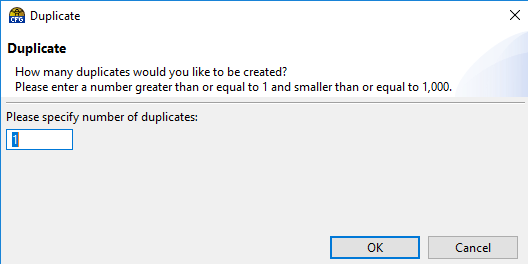 CFG
Duplicate
Duplicate
How many duplicates would you like to be created?
Please enter a number greater than or equal to 1 and smaller than or equal to 1,000.
Please specify number of duplicates:
1
OK
Cancel